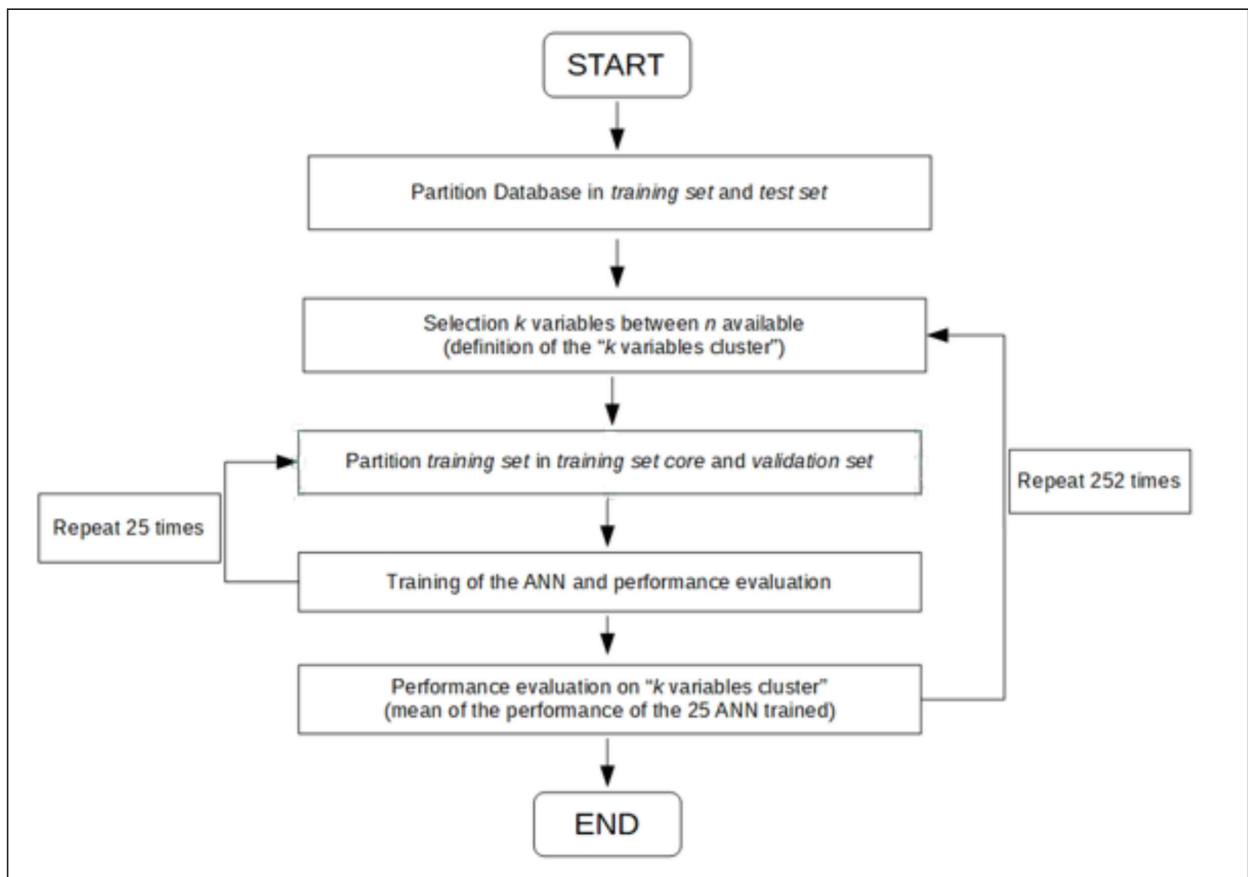 START
Partition Database in training set and test set
Selection k variables between n available
(definition of the “k variables cluster”)
Partition training set in training set core and validation set
Repeat 252 times
Repeat 25 times
Training of the ANN and performance evaluation
Performance evaluation on “k variables cluster”
(mean of the performance of the 25 ANN trained)
END